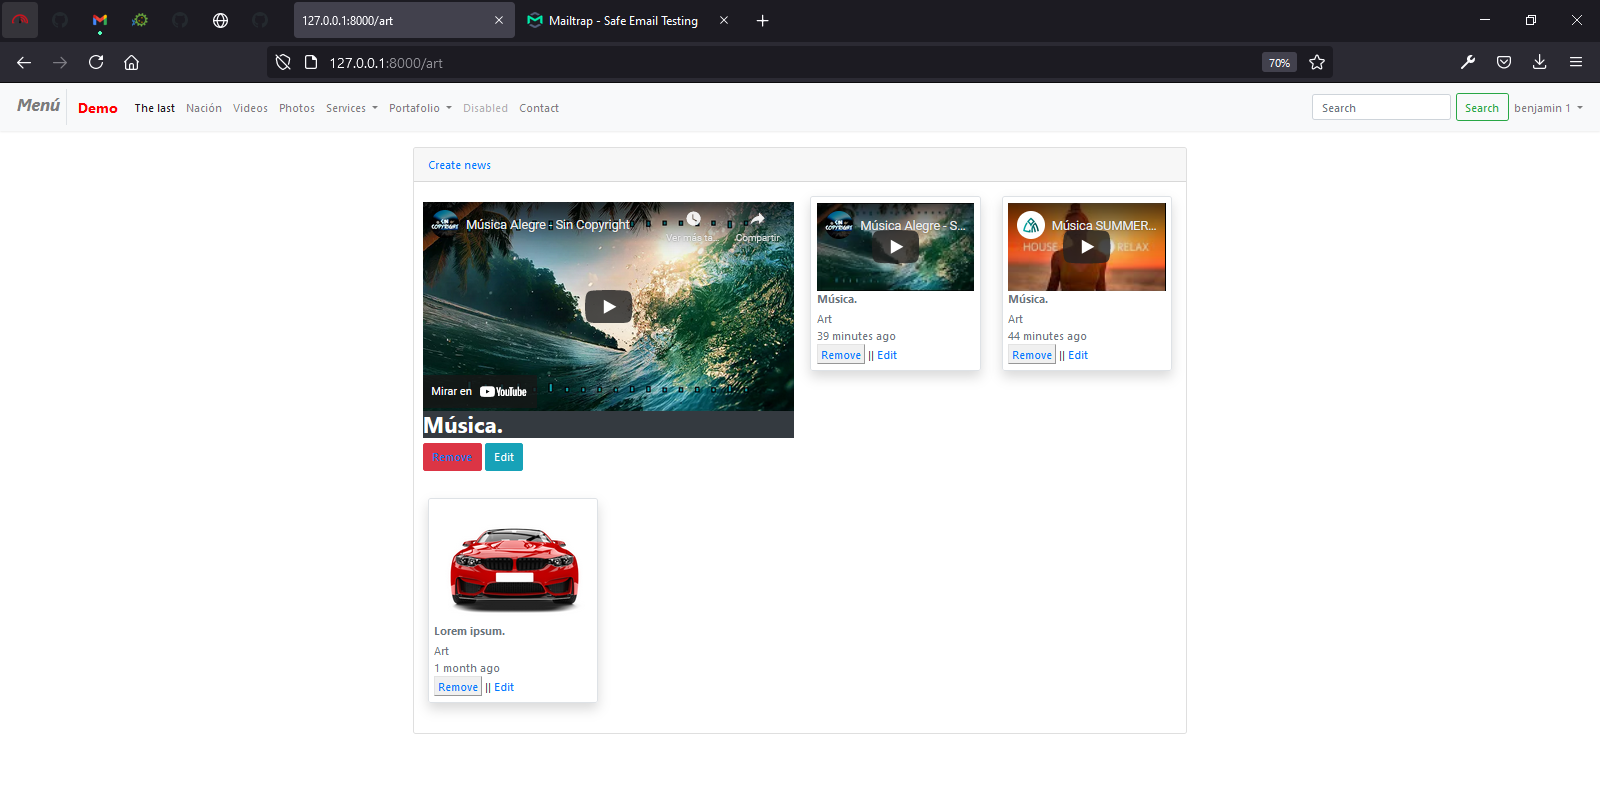 127.0.0.1:8000/art
Mailtrap - Safe Email Testing
127.0.0.1:8000/art
70%
Menú
Demo
The last
Nación
Videos
Photos
Services
Portafolio
Disabled
Contact
Search
Search
benjamin 1
Create news
SIN COPYRIGHT
Música Alegre - Sin Copyright
Ver más ta...
Compartir
Mirar en YouTube
Música.
Remove
Edit
Música Alegre - S...
Música.
Art
39 minutes ago
Remove || Edit
Música SUMMER...
HOUSE RELAX
Música.
Art
44 minutes ago
Remove || Edit
Lorem ipsum.
Art
1 month ago
Remove || Edit